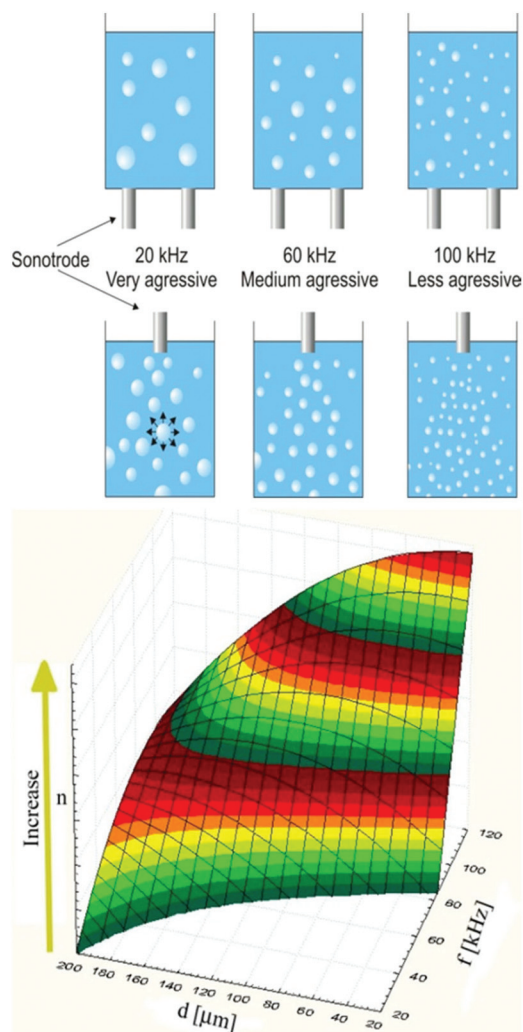 Sonotrode
20 kHz
Very agressive
60 kHz
Medium agressive
100 kHz
Less agressive
Increase
n
200 180 160 140 120 100 80 60 40 20
d [μm]
20
40
60
80
100
120
f [kHz]